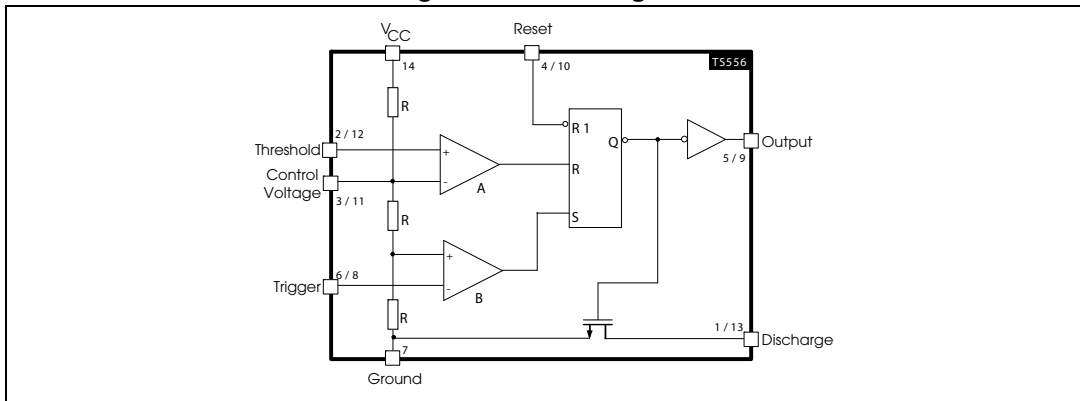 VCC
Reset
14
4 / 10
TS556
R
2 / 12
R 1
Threshold
+
Q
Output
5 / 9
Control
Voltage
-
A
R
3 / 11
R
S
+
6 / 8
Trigger
-
B
R
1 / 13
Discharge
7
Ground